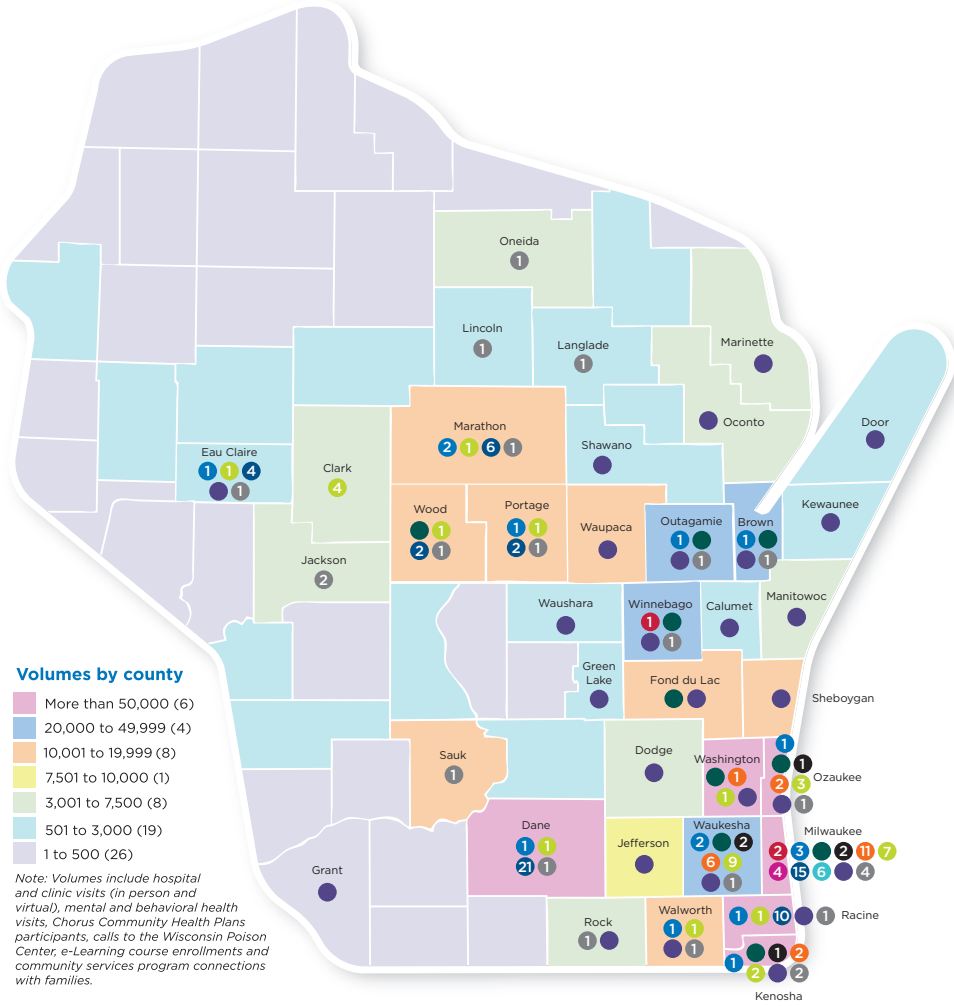 Oneida
1
Lincoln
1
Langlade
1
Marinette
Oconto
Door
Marathon
2 1 6 1
Shawano
Eau Claire
1 1 4
1
Clark
4
Wood
1
2 1
Portage
1 1
2 1
Waupaca
Outagamie
1
1
Brown
1
1
Kewaunee
Jackson
2
Waushara
Winnebago
1
1
Calumet
Manitowoc
Green
Lake
Fond du Lac
Sheboygan
Sauk
1
Dodge
Washington
1
1
1
1
2 3
1
Ozaukee
Dane
1 1
21 1
Jefferson
Waukesha
2 2
6 9
1
Milwaukee
2 3 2 11 7
4 15 6 4
Grant
Rock
1
Walworth
1 1
1
1 1 10 1
Racine
1
1 2
2 2
Kenosha
Volumes by county
More than 50,000 (6)
20,000 to 49,999 (4)
10,001 to 19,999 (8)
7,501 to 10,000 (1)
3,001 to 7,500 (8)
501 to 3,000 (19)
1 to 500 (26)
Note: Volumes include hospital
and clinic visits (in person and
virtual), mental and behavioral health
visits, Chorus Community Health Plans
participants, calls to the Wisconsin Poison
Center, e-Learning course enrollments and
community services program connections
with families.